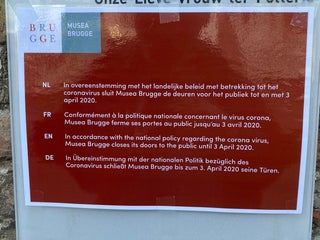 Onze Lieve Vrouw ter Potterie
BRU
GGE
MUSEA
BRUGGE
NL In overeenstemming met het landelijke beleid met betrekking tot het
coronavirus sluit Musea Brugge de deuren voor het publiek tot en met 3
april 2020.
FR Conformément à la politique nationale concernant le virus corona,
Musea Brugge ferme ses portes au public jusqu'au 3 avril 2020.
EN In accordance with the national policy regarding the corona virus,
Musea Brugge closes its doors to the public until 3 April 2020.
DE In Übereinstimmung mit der nationalen Politik bezüglich des
Coronavirus schließt Musea Brugge bis zum 3. April 2020 seine Türen.